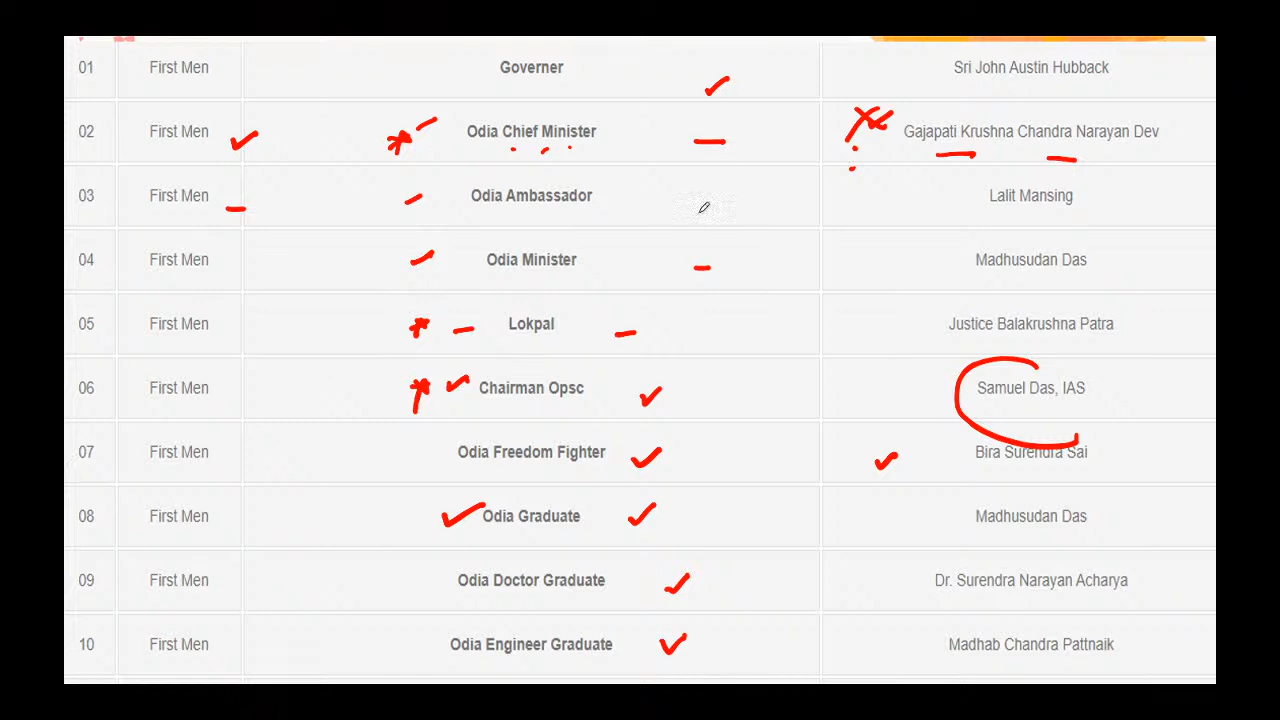 01 First Men Governer Sri John Austin Hubback
02 First Men Odia Chief Minister Gajapati Krushna Chandra Narayan Dev
03 First Men Odia Ambassador Lalit Mansing
04 First Men Odia Minister Madhusudan Das
05 First Men Lokpal Justice Balakrushna Patra
06 First Men Chairman Opsc Samuel Das, IAS
07 First Men Odia Freedom Fighter Bira Surendra Sai
08 First Men Odia Graduate Madhusudan Das
09 First Men Odia Doctor Graduate Dr. Surendra Narayan Acharya
10 First Men Odia Engineer Graduate Madhab Chandra Pattnaik